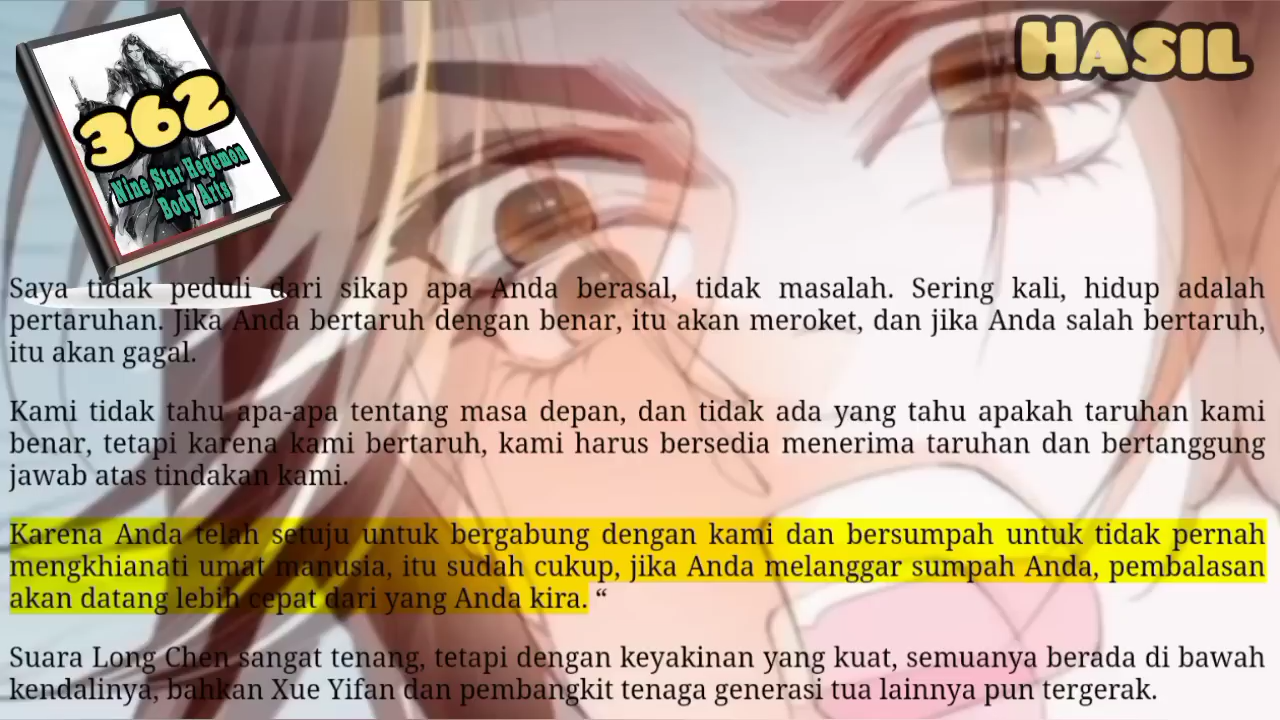 HASIL
362
Nine Star Hegemon
Body Arts
Saya tidak peduli dari sikap apa Anda berasal, tidak masalah. Sering kali, hidup adalah
pertaruhan. Jika Anda bertaruh dengan benar, itu akan meroket, dan jika Anda salah bertaruh,
itu akan gagal.
Kami tidak tahu apa-apa tentang masa depan, dan tidak ada yang tahu apakah taruhan kami
benar, tetapi karena kami bertaruh, kami harus bersedia menerima taruhan dan bertanggung
jawab atas tindakan kami.
Karena Anda telah setuju untuk bergabung dengan kami dan bersumpah untuk tidak pernah
mengkhianati umat manusia, itu sudah cukup, jika Anda melanggar sumpah Anda, pembalasan
akan datang lebih cepat dari yang Anda kira. “
Suara Long Chen sangat tenang, tetapi dengan keyakinan yang kuat, semuanya berada di bawah
kendalinya, bahkan Xue Yifan dan pembangkit tenaga generasi tua lainnya pun tergerak.